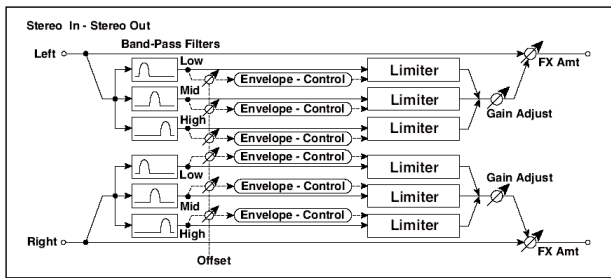 Stereo In - Stereo Out
Band-Pass Filters
Left
Low
Envelope - Control
Limiter
FX Amt
Mid
Envelope - Control
Limiter
High
Envelope - Control
Limiter
Gain Adjust
Low
Envelope - Control
Limiter
Gain Adjust
Mid
Envelope - Control
Limiter
High
Envelope - Control
Limiter
Right
Offset
FX Amt